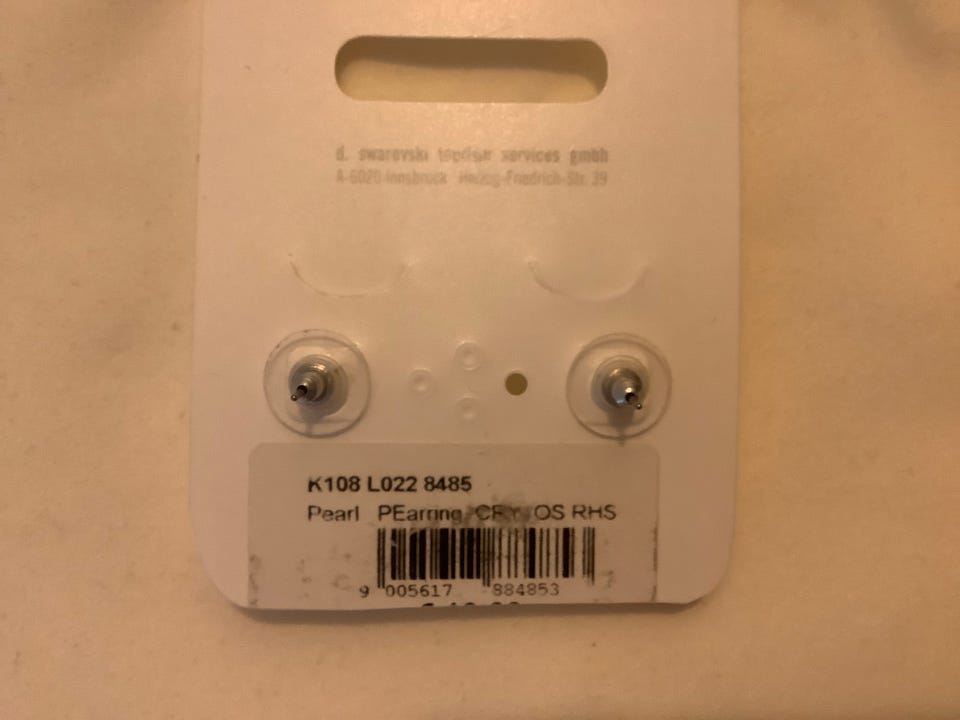 d. swarovski tourism services gmbh
A-6020 Innsbruck Herzog-Friedrich-Str. 39
K108 L022 8485
Pearl PEarring OS RHS
9 005617 884853